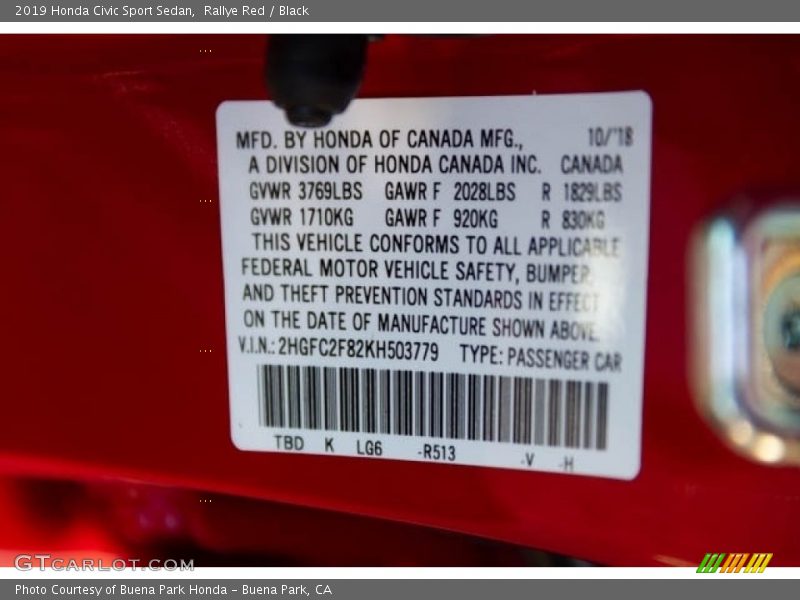 2019 Honda Civic Sport Sedan, Rallye Red / Black
MFD. BY HONDA OF CANADA MFG., 10/'18
A DIVISION OF HONDA CANADA INC. CANADA
GVWR 3769LBS GAWR F 2028LBS R 1829LBS
GVWR 1710KG GAWR F 920KG R 830KG
THIS VEHICLE CONFORMS TO ALL APPLICABLE
FEDERAL MOTOR VEHICLE SAFETY, BUMPER,
AND THEFT PREVENTION STANDARDS IN EFFECT
ON THE DATE OF MANUFACTURE SHOWN ABOVE.
V.I.N.: 2HGFC2F82KH503779 TYPE: PASSENGER CAR
TBD K LG6 -R513 -V -H
GTCARLOT.COM
Photo Courtesy of Buena Park Honda – Buena Park, CA